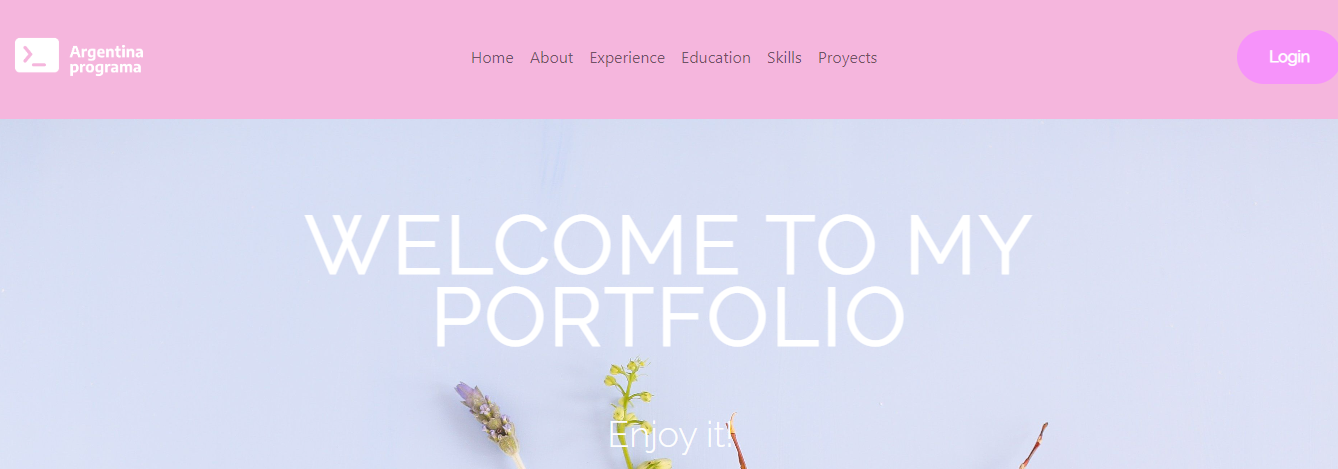 Argentina
programa
Home About Experience Education Skills Proyects
Login
WELCOME TO MY
PORTFOLIO
Enjoy it!